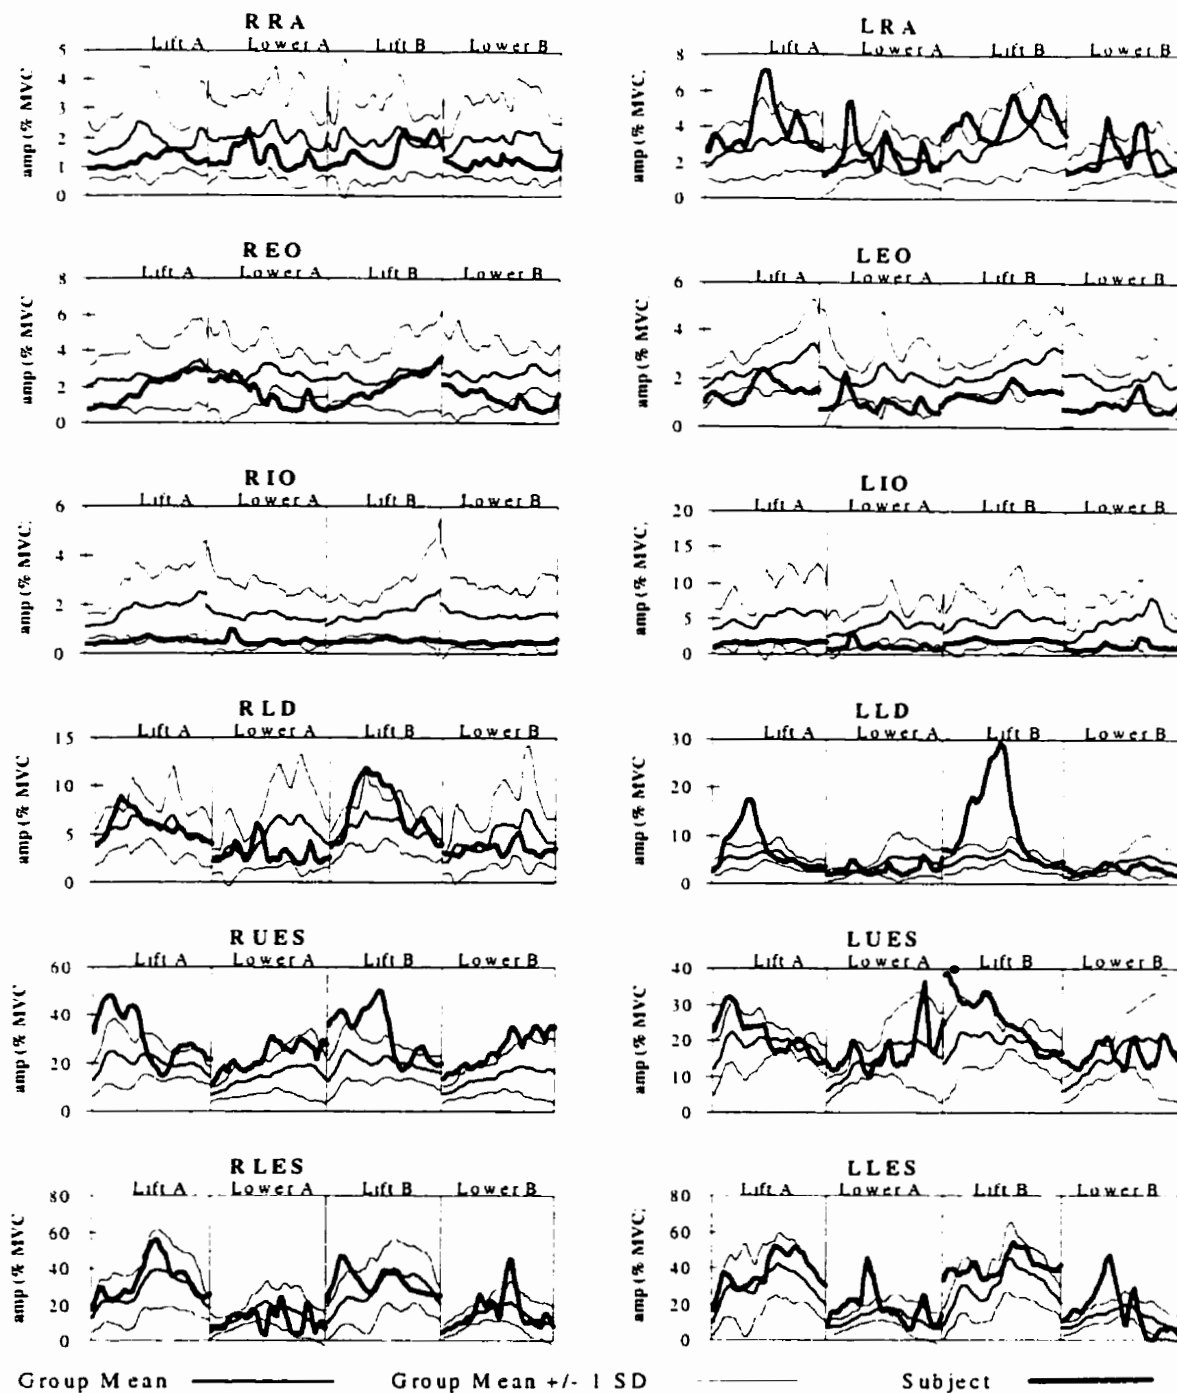 RRA
Lift A Lower A Lift B Lower B
5
4
3
2
1
0
amp (% MVC
LRA
Lift A Lower A Lift B Lower B
8
6
4
2
0
amp (% MVC.
REO
Lift A Lower A Lift B Lower B
8
6
4
2
0
amp (% MVC
LEO
Lift A Lower A Lift B Lower B
6
4
2
0
amp (% MVC.
RIO
Lift A Lower A Lift B Lower B
6
4
2
0
amp (% MVC.
LIO
Lift A Lower A Lift B Lower B
20
15
10
5
0
amp (% MVC.
RLD
Lift A Lower A Lift B Lower B
15
10
5
0
amp (% MVC
LLD
Lift A Lower A Lift B Lower B
30
20
10
0
amp (% MVC
RUES
Lift A Lower A Lift B Lower B
60
40
20
0
amp (% MVC
LUES
Lift A Lower A Lift B Lower B
40
30
20
10
0
amp (% MVC
RLES
Lift A Lower A Lift B Lower B
80
60
40
20
0
amp (% MVC
LLES
Lift A Lower A Lift B Lower B
80
60
40
20
0
amp (% MVC.
Group Mean Group Mean +/- 1 SD Subject